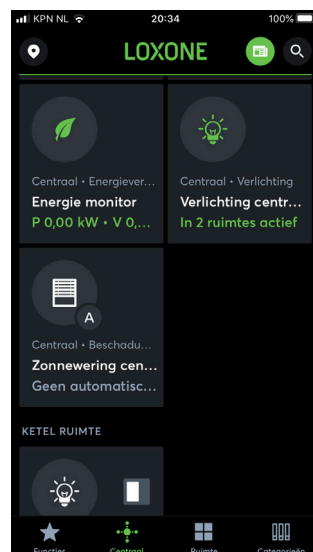 KPN NL 20:34 100%
LOXONE
Centraal • Energiever...
Energie monitor
P 0,00 kW • V 0,...
Centraal • Verlichting
Verlichting centr...
In 2 ruimtes actief
A
Centraal • Beschadu...
Zonnewering cen...
Geen automatisc...
KETEL RUIMTE
Functies Centraal Ruimte Categorieën